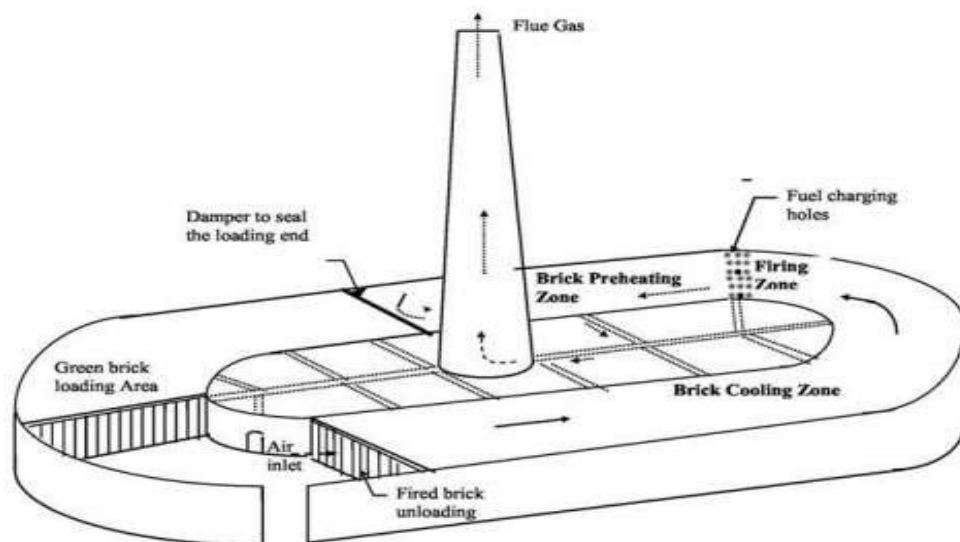 Flue Gas
Fuel charging
holes
Damper to seal
the loading end
Brick Preheating
Zone
Firing
Zone
Green brick
loading Area
Brick Cooling Zone
Air
inlet
Fired brick
unloading